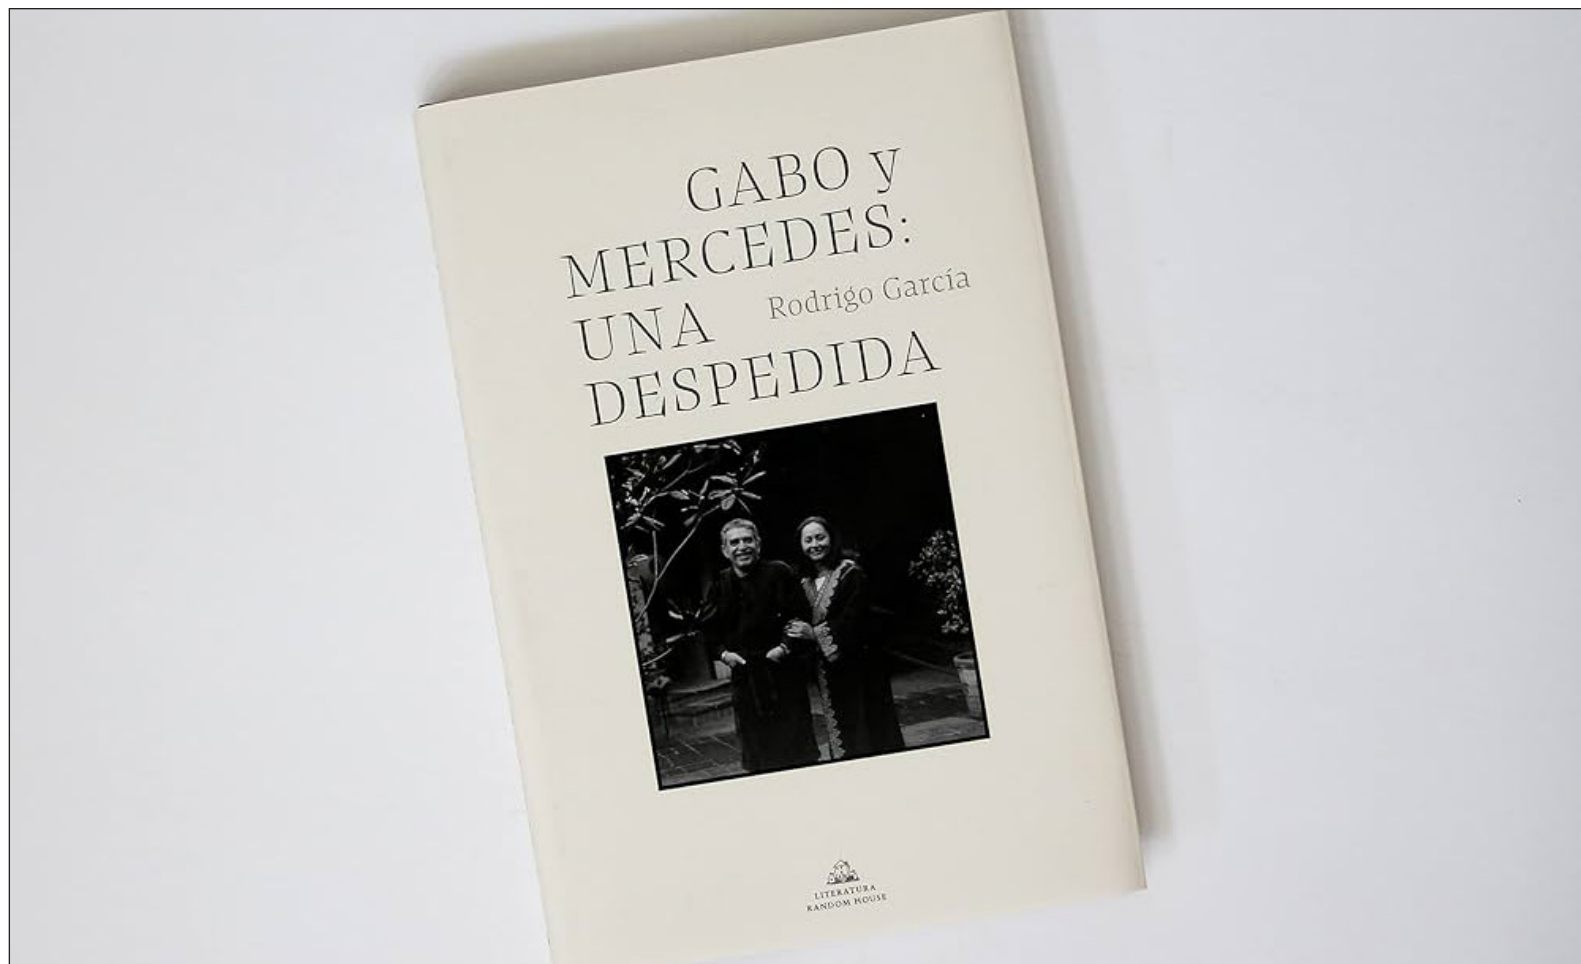 GABO y
MERCEDES:
Rodrigo García
UNA
DESPEDIDA
LITERATURA
RANDOM HOUSE